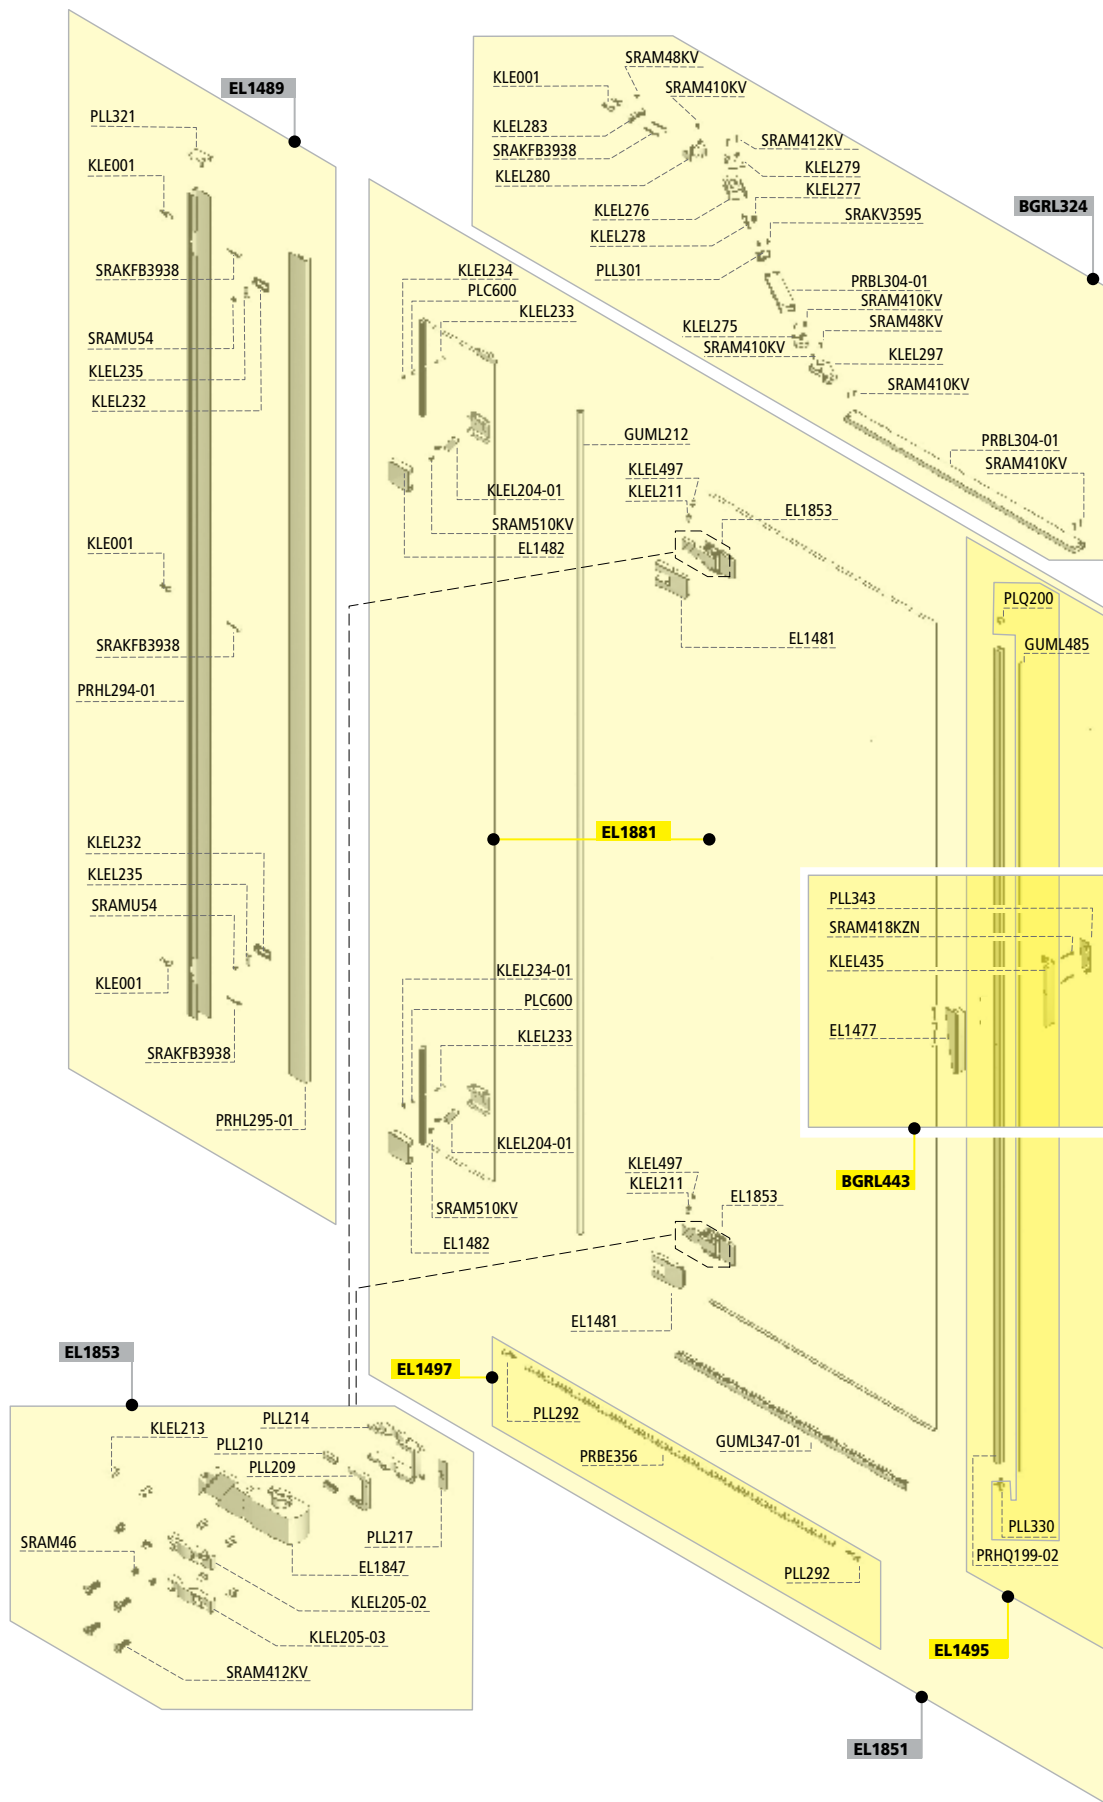 EL1489
PLL321
KLE001
SRAKFB3938
SRAMU54
KLEL235
KLEL232
KLE001
SRAKFB3938
PRHL294-01
KLEL232
KLEL235
SRAMU54
KLE001
SRAKFB3938
PRHL295-01
SRAM48KV
KLE001
SRAM410KV
KLEL283
SRAKFB3938
KLEL280
SRAM412KV
KLEL279
KLEL277
KLEL276
SRAKV3595
KLEL278
PLL301
PRBL304-01
SRAM410KV
KLEL275
SRAM48KV
SRAM410KV
KLEL297
SRAM410KV
PRBL304-01
SRAM410KV
BGRL324
KLEL234
PLC600
KLEL233
GUML212
KLEL497
KLEL211
KLEL204-01
SRAM510KV
EL1482
EL1853
EL1481
PLQ200
GUML485
EL1881
PLL343
SRAM418KZN
KLEL435
EL1477
BGRL443
KLEL234-01
PLC600
KLEL233
KLEL204-01
KLEL497
KLEL211
EL1853
SRAM510KV
EL1482
EL1481
EL1497
PLL292
PRBE356
GUML347-01
PLL292
PLL330
PRHQ199-02
EL1495
EL1851
EL1853
PLL214
KLEL213
PLL210
PLL209
PLL217
SRAM46
EL1847
KLEL205-02
KLEL205-03
SRAM412KV